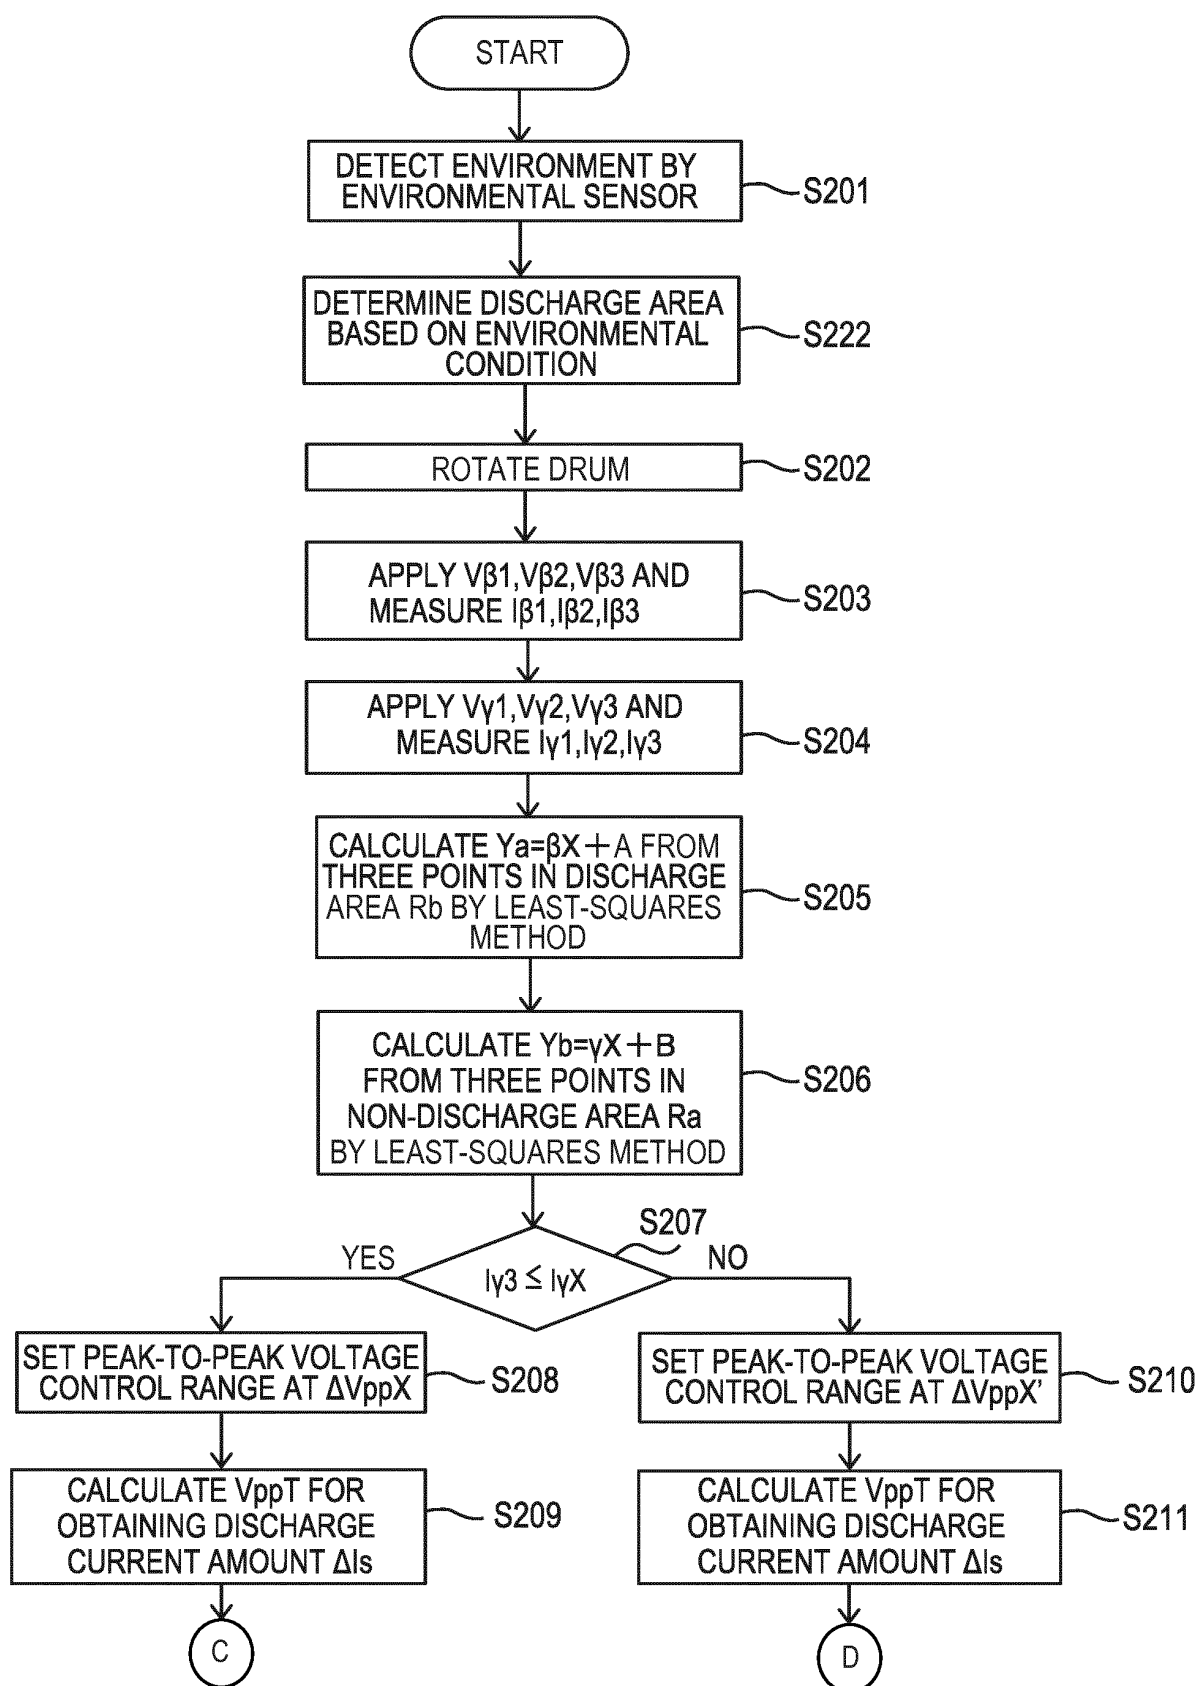 START
DETECT ENVIRONMENT BY
ENVIRONMENTAL SENSOR
S201
DETERMINE DISCHARGE AREA
BASED ON ENVIRONMENTAL
CONDITION
S222
ROTATE DRUM
S202
APPLY Vβ1,Vβ2,Vβ3 AND
MEASURE Iβ1,Iβ2,Iβ3
S203
APPLY Vγ1,Vγ2,Vγ3 AND
MEASURE Iγ1,Iγ2,Iγ3
S204
CALCULATE Ya=βX+A FROM
THREE POINTS IN DISCHARGE
AREA Rb BY LEAST-SQUARES
METHOD
S205
CALCULATE Yb=γX+B
FROM THREE POINTS IN
NON-DISCHARGE AREA Ra
BY LEAST-SQUARES METHOD
S206
S207
YES
NO
Iγ3 ≤ IγX
SET PEAK-TO-PEAK VOLTAGE
CONTROL RANGE AT ΔVppX
S208
SET PEAK-TO-PEAK VOLTAGE
CONTROL RANGE AT ΔVppX'
S210
CALCULATE VppT FOR
OBTAINING DISCHARGE
CURRENT AMOUNT ΔIs
S209
CALCULATE VppT FOR
OBTAINING DISCHARGE
CURRENT AMOUNT ΔIs
S211
C
D